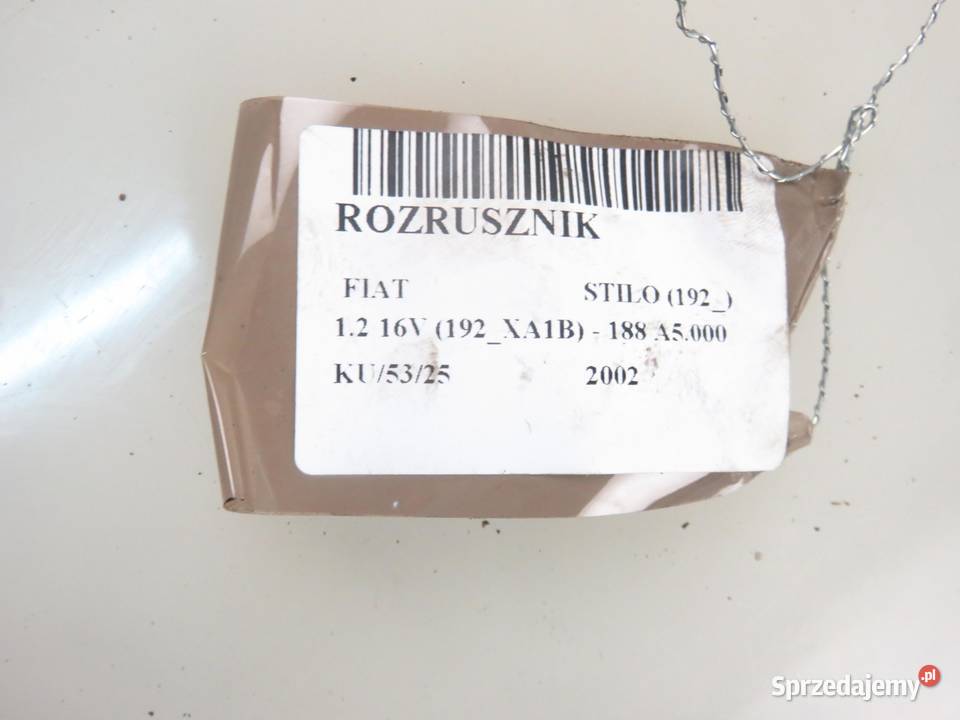 ROZRUSZNIK
FIAT STILO (192_)
1.2 16V (192_XA1B) - 188 A5.000
KU/53/25 2002
Sprzedajemy.pl